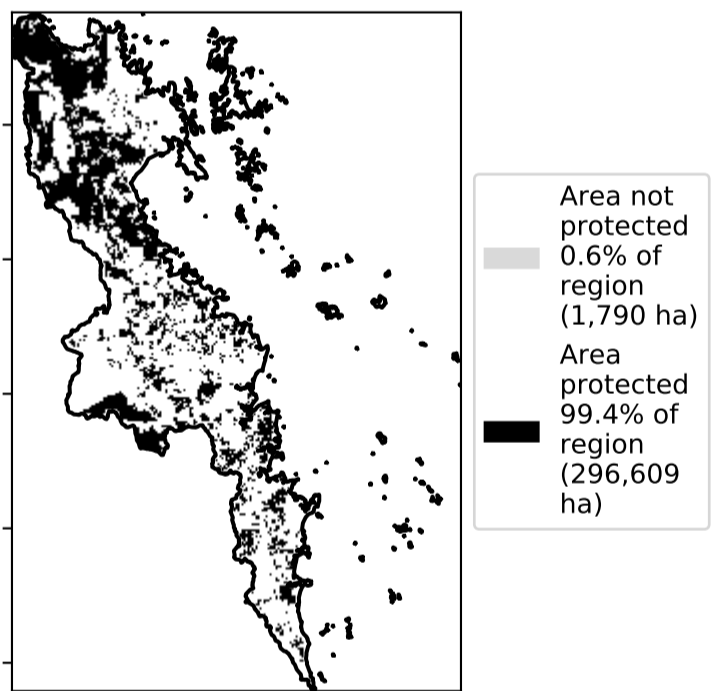 Area not
protected
0.6% of
region
(1,790 ha)
Area
protected
99.4% of
region
(296,609
ha)